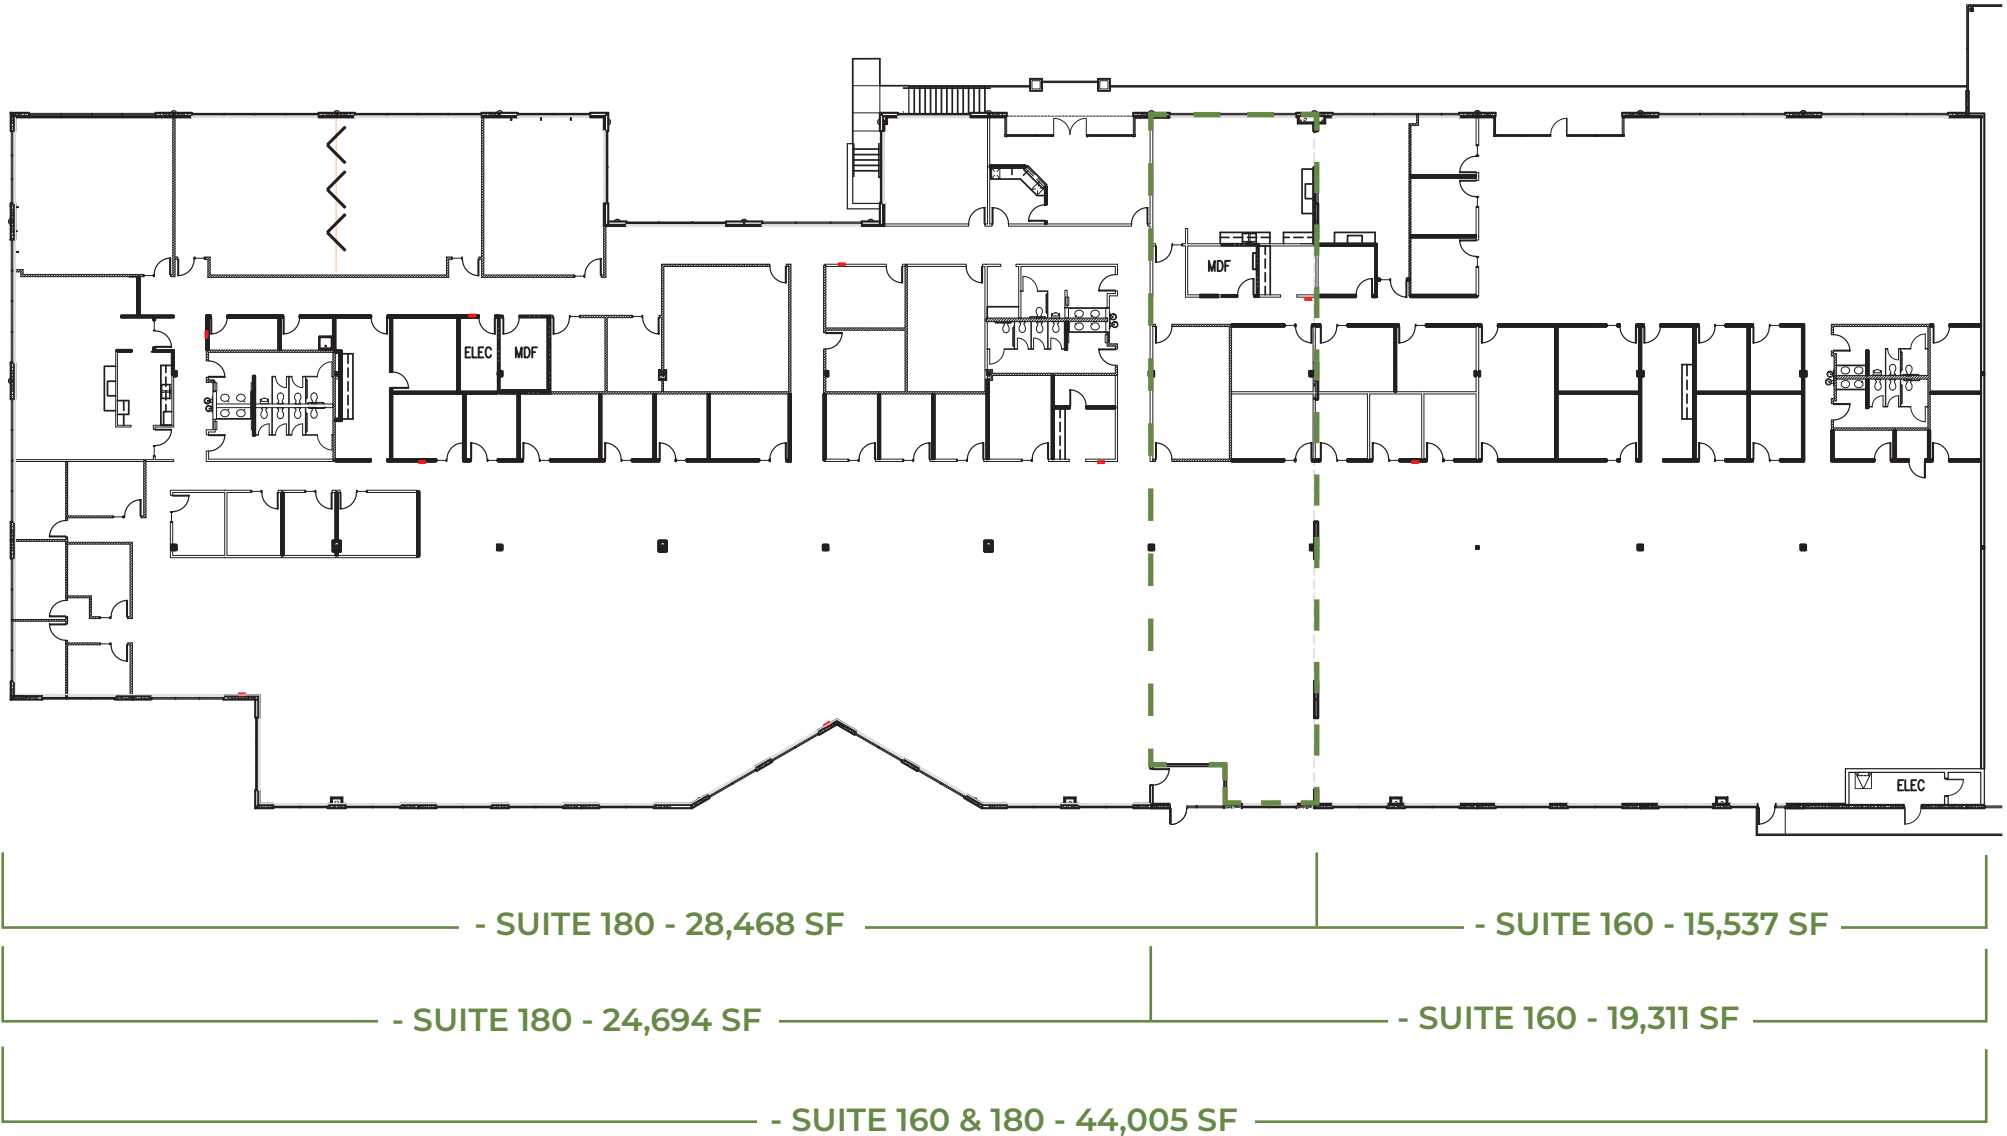 MDF
ELEC
MDF
ELEC
- SUITE 180 - 28,468 SF
- SUITE 160 - 15,537 SF
- SUITE 180 - 24,694 SF
- SUITE 160 - 19,311 SF
- SUITE 160 & 180 - 44,005 SF